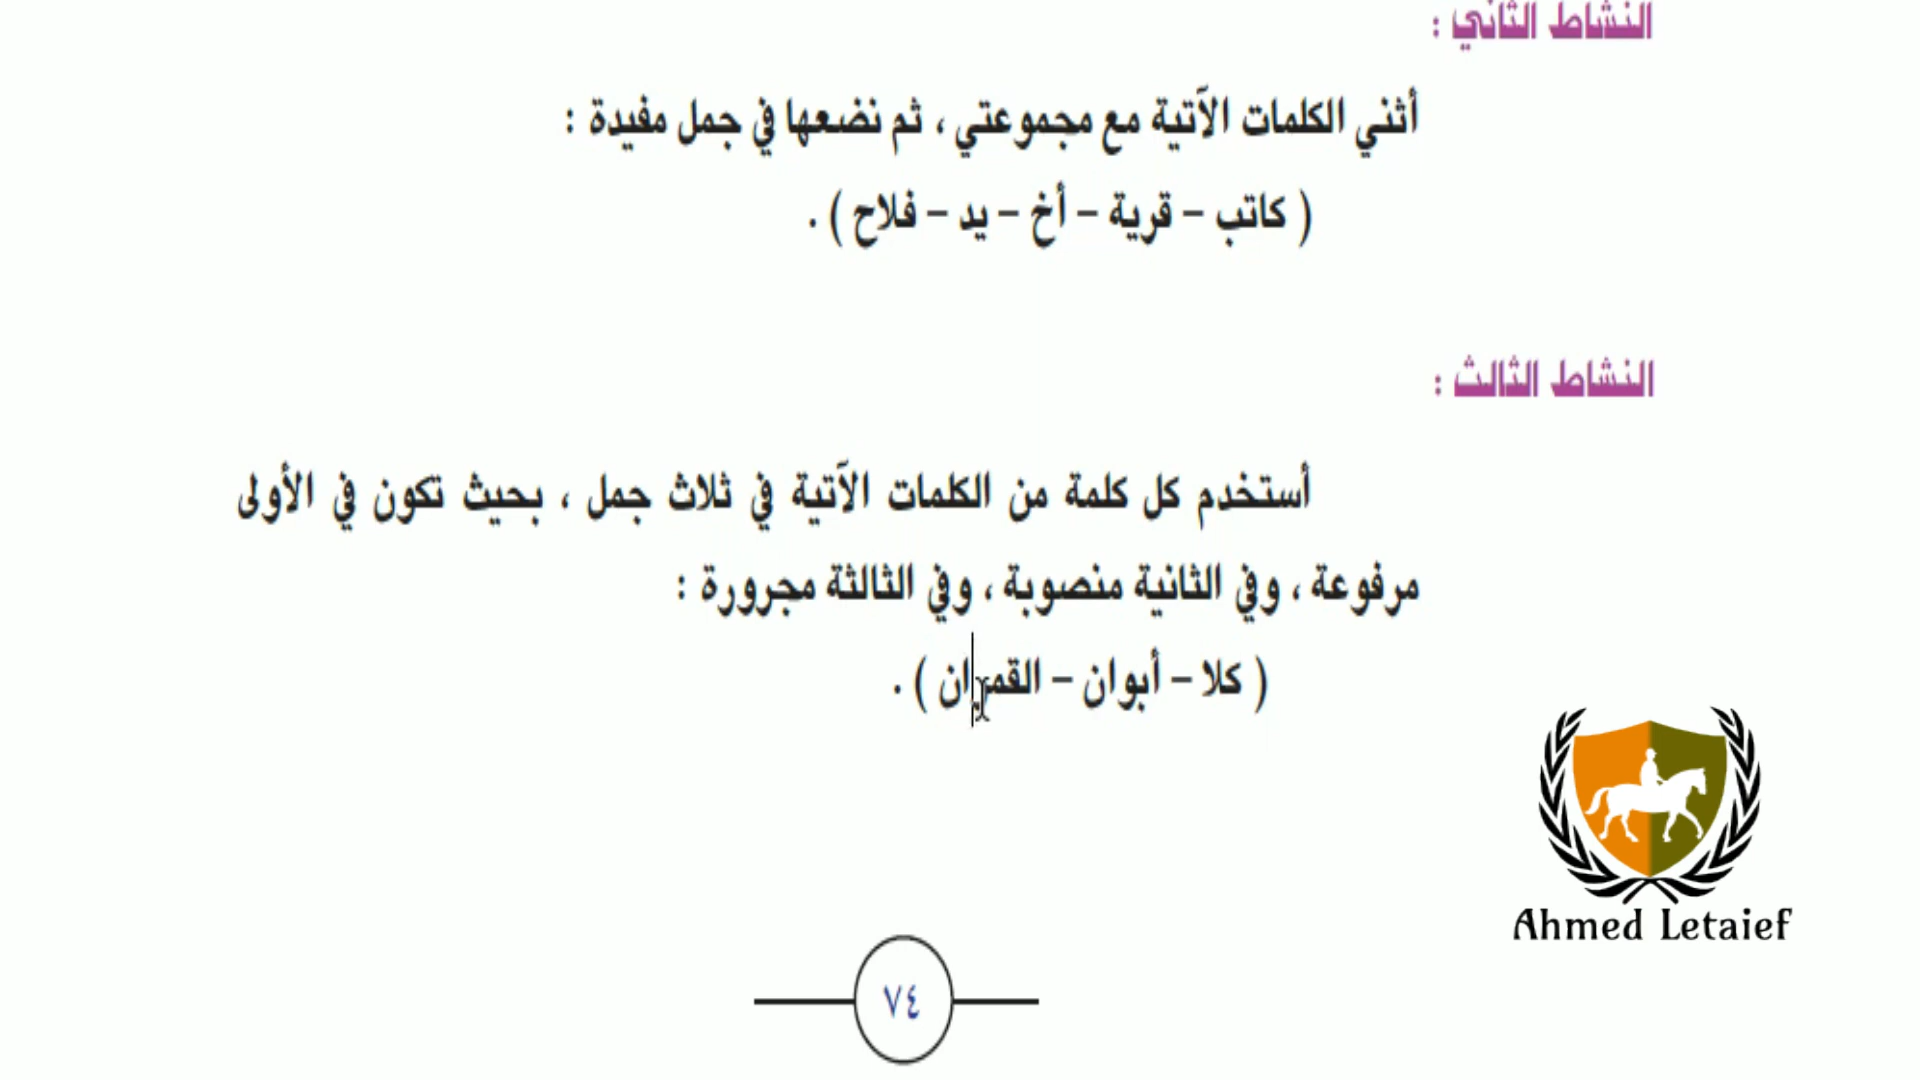 النشاط الثاني :
أثني الكلمات الآتية مع مجموعتي ، ثم نضعها في جمل مفيدة :
( كاتب – قرية – أخ – يد – فلاح ) .
النشاط الثالث :
أستخدم كل كلمة من الكلمات الآتية في ثلاث جمل ، بحيث تكون في الأولى
مرفوعة ، وفي الثانية منصوبة ، وفي الثالثة مجرورة :
( كلا – أبوان – القمران ) .
Ahmed Letaief
٧٤